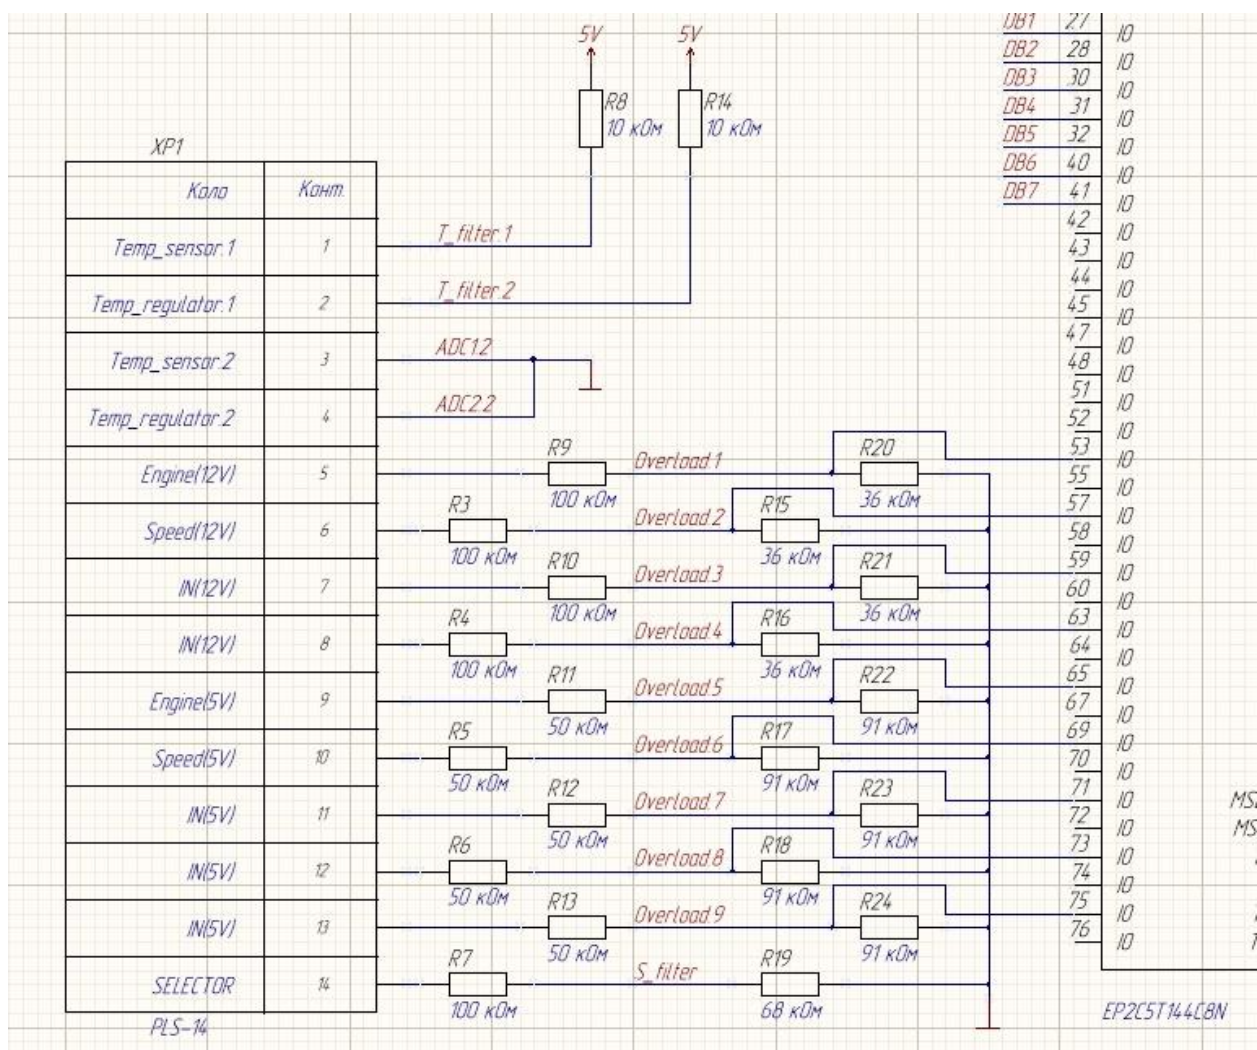 5V 5V
R8 R14
10 кОм 10 кОм
XP1
Коло Конт.
Temp_sensor.1 1 T_filter.1
Temp_regulator.1 2 T_filter.2
Temp_sensor.2 3 ADC1.2
Temp_regulator.2 4 ADC2.2
Engine(12V) 5 R9 100 кОм Overload.1 R20 36 кОм
Speed(12V) 6 R3 100 кОм Overload.2 R15 36 кОм
IN(12V) 7 R10 100 кОм Overload.3 R21 36 кОм
IN(12V) 8 R4 100 кОм Overload.4 R16 36 кОм
Engine(5V) 9 R11 50 кОм Overload.5 R22 91 кОм
Speed(5V) 10 R5 50 кОм Overload.6 R17 91 кОм
IN(5V) 11 R12 50 кОм Overload.7 R23 91 кОм
IN(5V) 12 R6 50 кОм Overload.8 R18 91 кОм
IN(5V) 13 R13 50 кОм Overload.9 R24 91 кОм
SELECTOR 14 R7 100 кОм S_filter R19 68 кОм
PLS-14
DB1 27 IO
DB2 28 IO
DB3 30 IO
DB4 31 IO
DB5 32 IO
DB6 40 IO
DB7 41 IO
42 IO
43 IO
44 IO
45 IO
47 IO
48 IO
51 IO
52 IO
53 IO
55 IO
57 IO
58 IO
59 IO
60 IO
63 IO
64 IO
65 IO
67 IO
69 IO
70 IO
71 IO
72 IO
73 IO
74 IO
75 IO
76 IO
EP2C5T144C8N